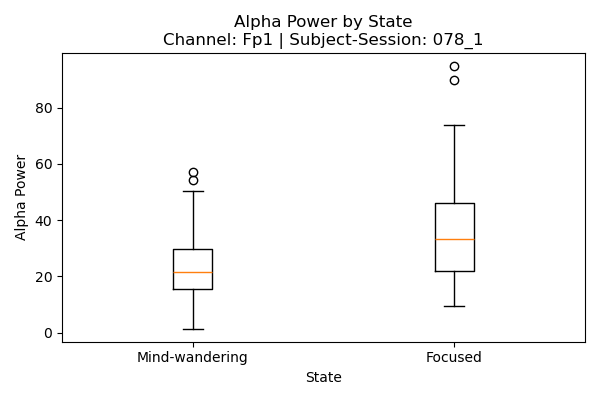 Alpha Power by State
Channel: Fp1 | Subject-Session: 078_1
Alpha Power
80
60
40
20
0
Mind-wandering
Focused
State